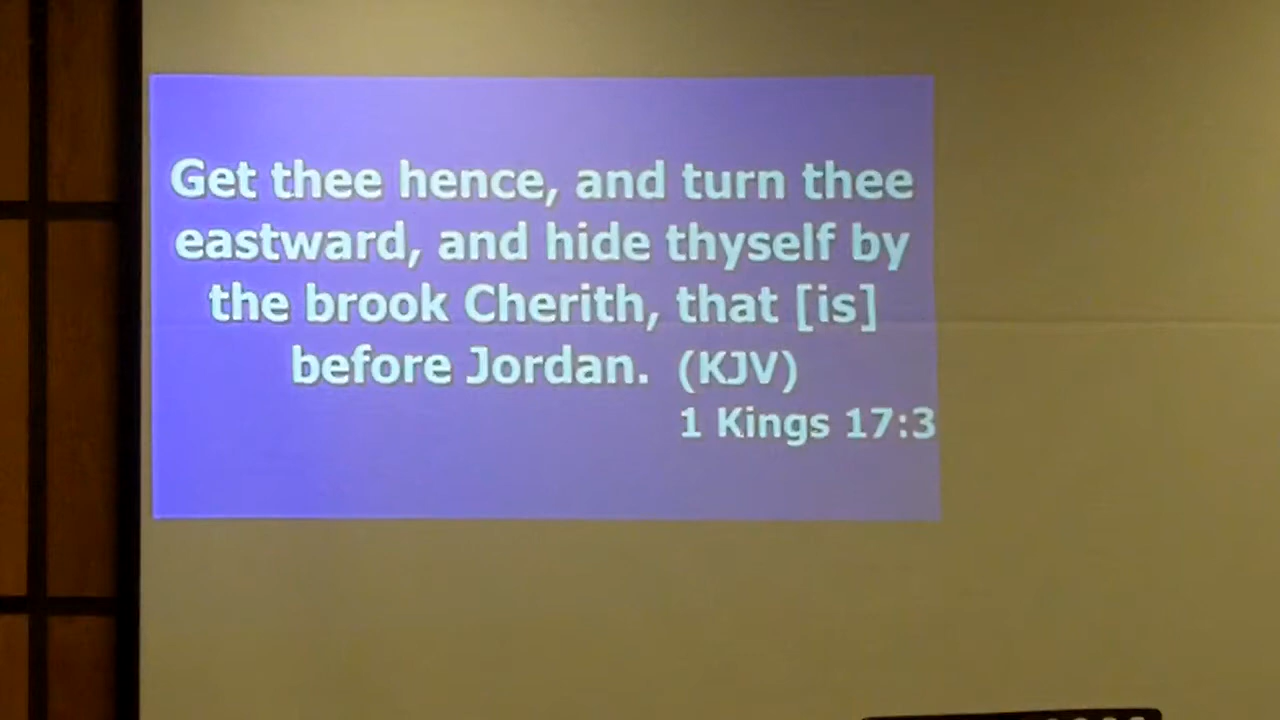 Get thee hence, and turn thee
eastward, and hide thyself by
the brook Cherith, that [is]
before Jordan. (KJV)
1 Kings 17:3